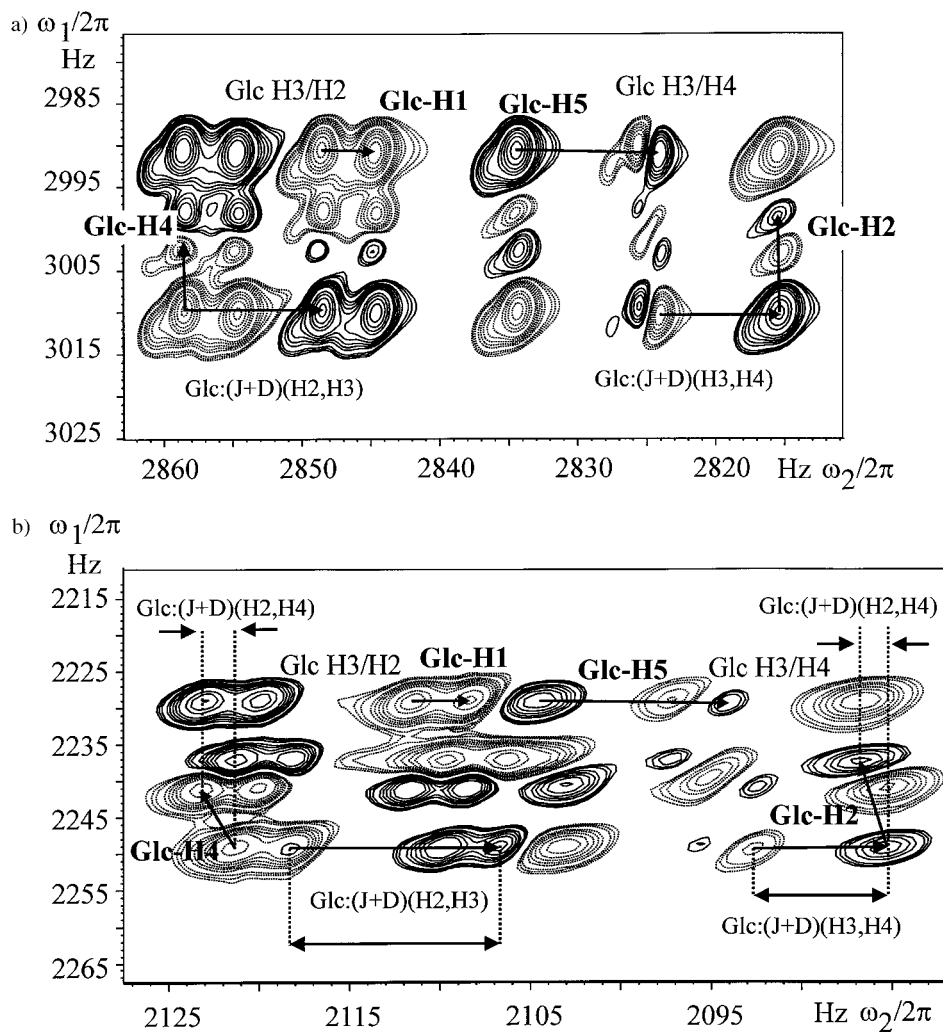 a) ω1/2π
Hz
2985
2995
3005
3015
3025
Glc H3/H2
Glc-H1
Glc-H5
Glc H3/H4
Glc-H4
Glc-H2
Glc:(J+D)(H2,H3)
Glc:(J+D)(H3,H4)
2860 2850 2840 2830 2820 Hz ω2/2π
b) ω1/2π
Hz
2215
2225
2235
2245
2255
2265
Glc:(J+D)(H2,H4)
Glc:(J+D)(H2,H4)
Glc H3/H2
Glc-H1
Glc-H5
Glc H3/H4
Glc-H4
Glc-H2
Glc:(J+D)(H2,H3)
Glc:(J+D)(H3,H4)
2125 2115 2105 2095 Hz ω2/2π